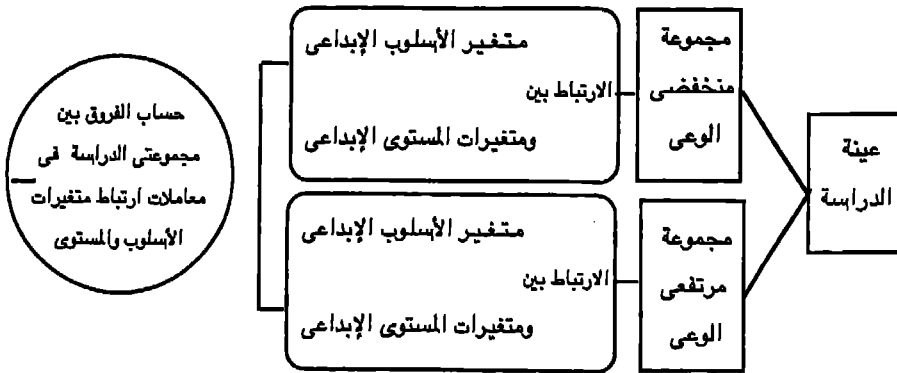 عينة
الدراسة
مجموعة
منخفضى
الوعى
متغير الأسلوب الإبداعى
الارتباط بين
ومتغيرات المستوى الإبداعى
مجموعة
مرتفعى
الوعى
متغير الأسلوب الإبداعى
الارتباط بين
ومتغيرات المستوى الإبداعى
حساب الفروق بين
مجموعتى الدراسة فى
معاملات ارتباط متغيرات
الأسلوب والمستوى